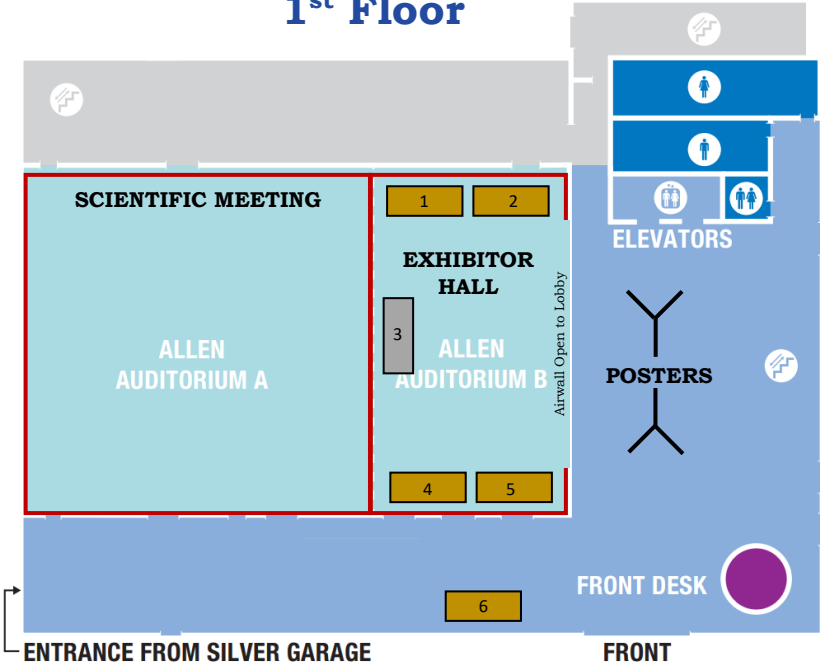 1st Floor
SCIENTIFIC MEETING
1
2
ELEVATORS
EXHIBITOR
HALL
3
Airwall Open to Lobby
ALLEN
AUDITORIUM A
ALLEN
AUDITORIUM B
POSTERS
4
5
6
FRONT DESK
ENTRANCE FROM SILVER GARAGE
FRONT